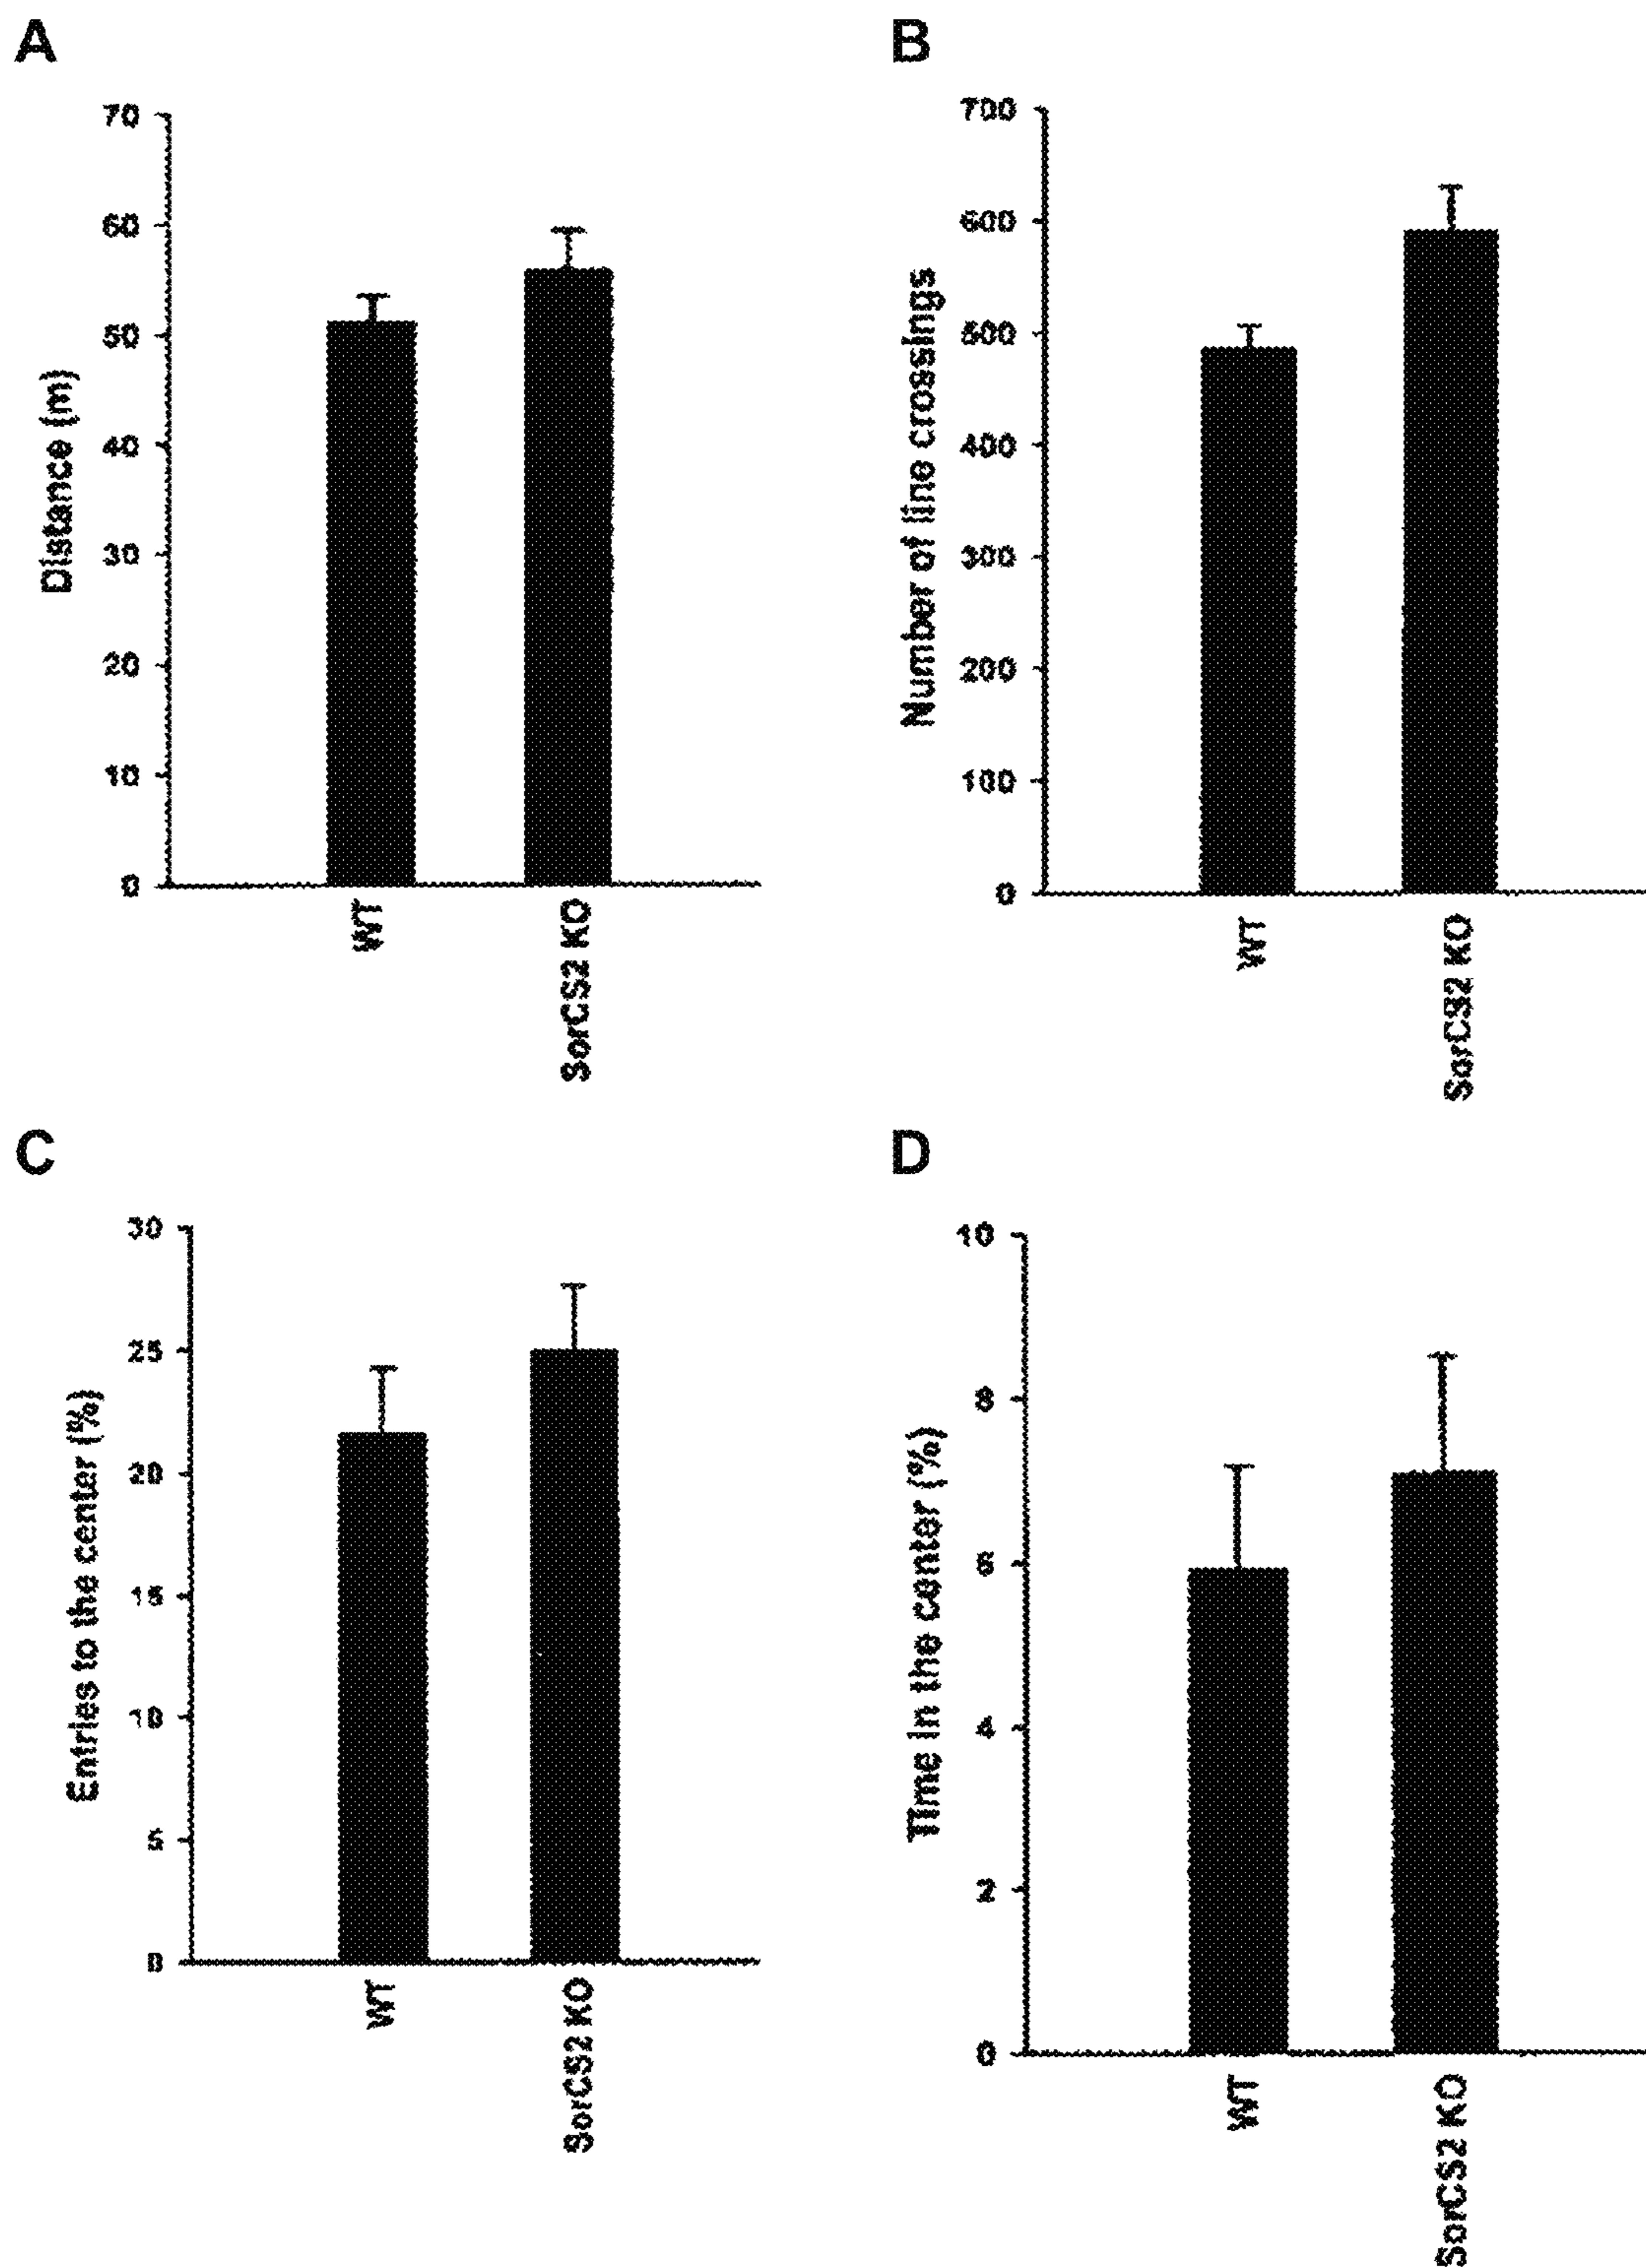 A
70
60
50
40
30
20
10
0
Distance (m)
WT
SorCS2 KO
B
700
600
500
400
300
200
100
0
Number of line crossings
WT
SorCS2 KO
C
30
25
20
15
10
5
0
Entries to the center (%)
WT
SorCS2 KO
D
10
8
6
4
2
0
Time in the center (%)
WT
SorCS2 KO